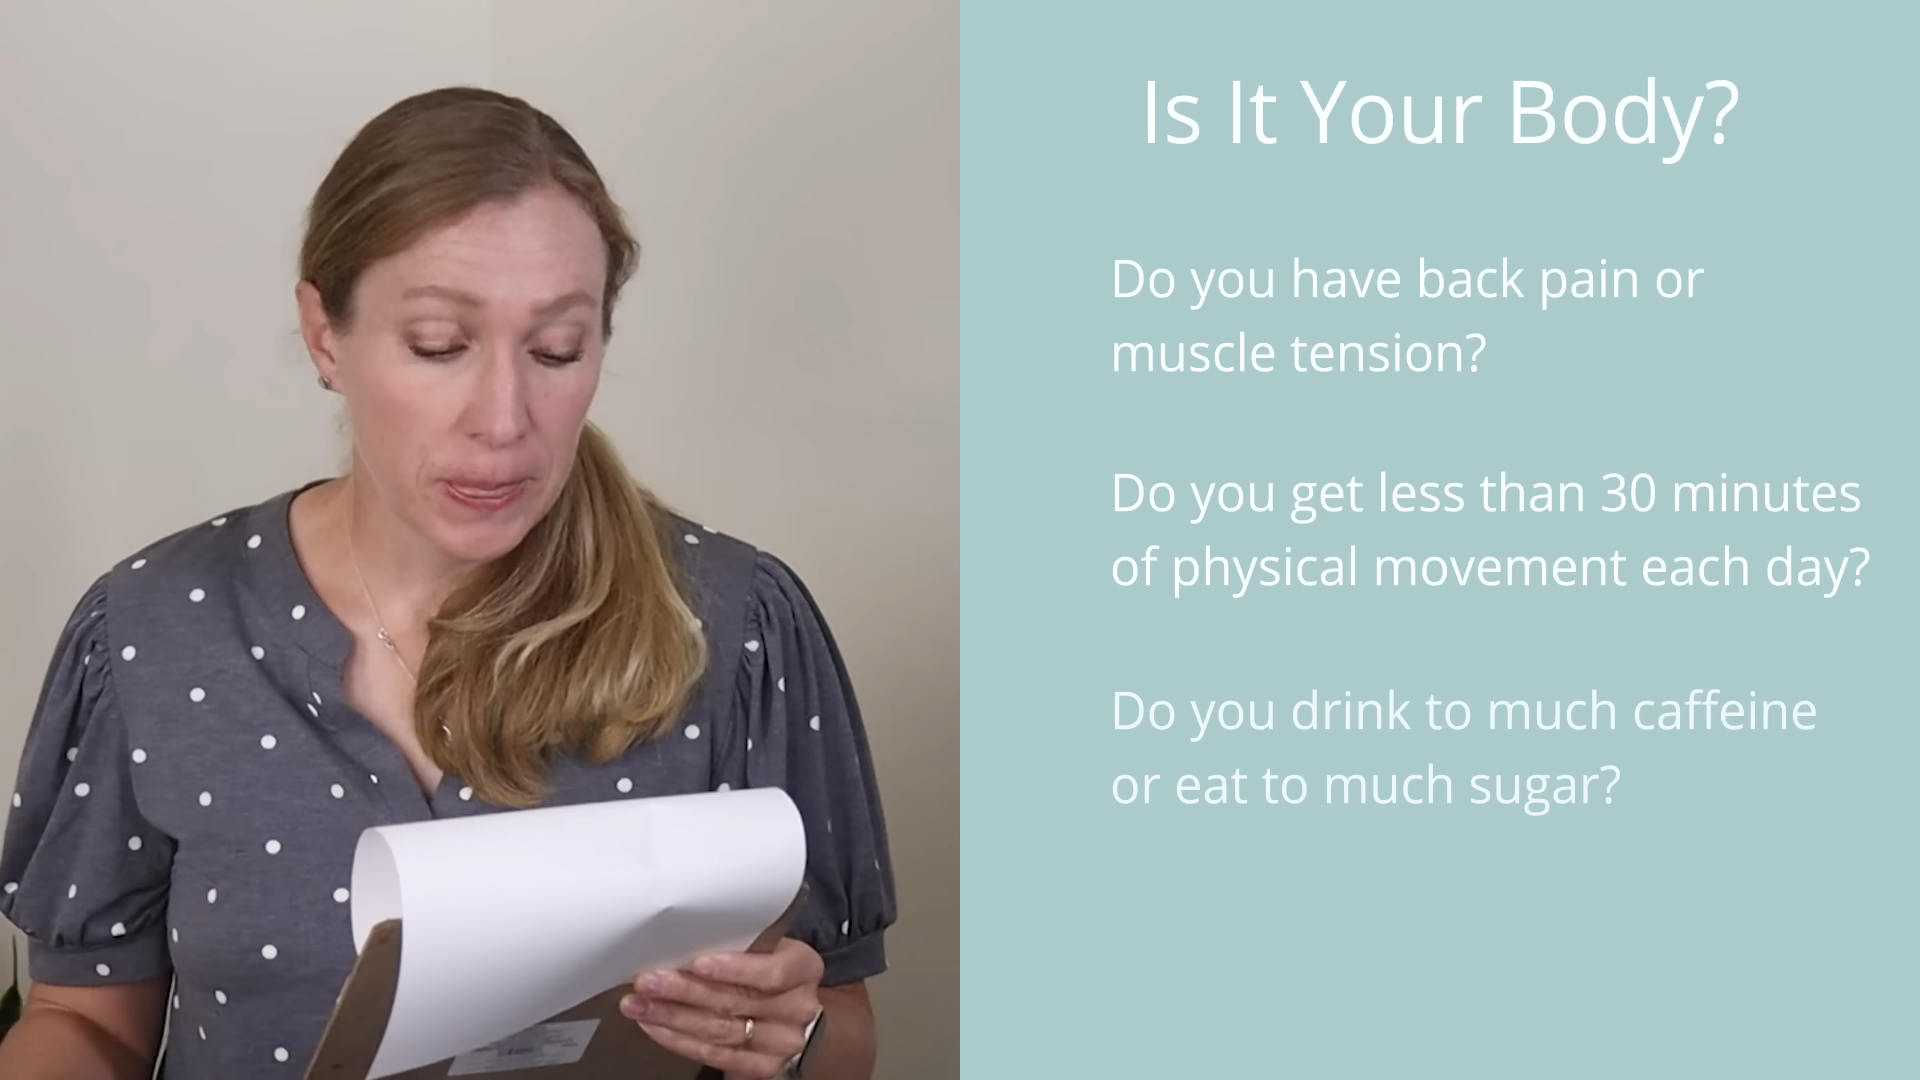 Is It Your Body?
Do you have back pain or
muscle tension?
Do you get less than 30 minutes
of physical movement each day?
Do you drink to much caffeine
or eat to much sugar?